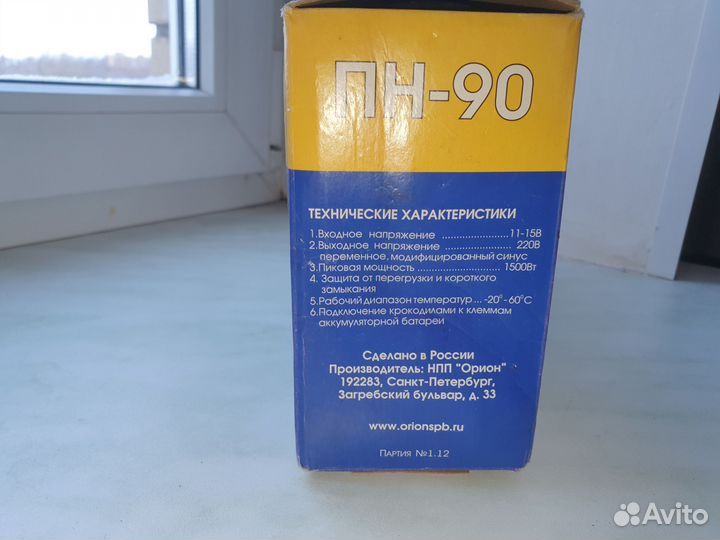 ПН-90
ТЕХНИЧЕСКИЕ ХАРАКТЕРИСТИКИ
1.Входное напряжение ........................11-15В
2.Выходное напряжение ....................... 220В
переменное, модифицированный синус
3.Пиковая мощность ............................. 1500Вт
4. Защита от перегрузки и короткого
замыкания
5.Рабочий диапазон температур ... -20°-60°С
6.Подключение крокодилами к клеммам
аккумуляторной батареи
Сделано в России
Производитель: НПП "Орион"
192283, Санкт-Петербург,
Загребский бульвар, д. 33
www.orionspb.ru
Партия №1.12
Avito